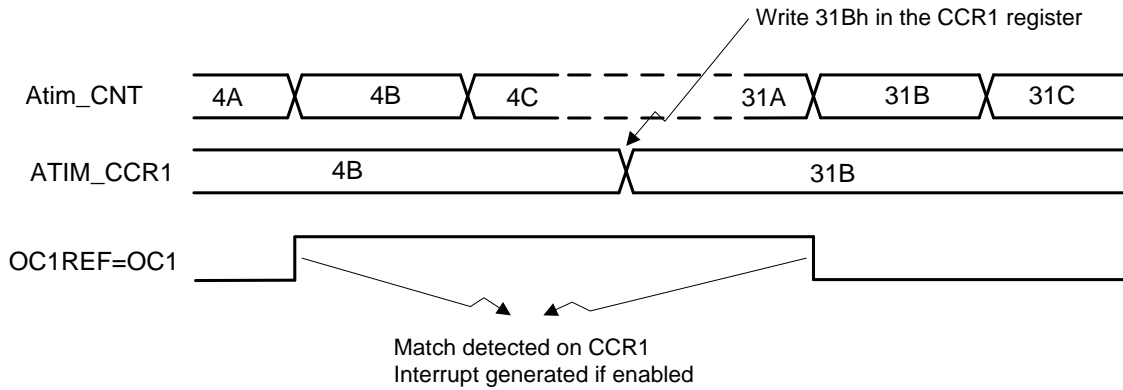 Write 31Bh in the CCR1 register
Atim_CNT 4A 4B 4C 31A 31B 31C
ATIM_CCR1 4B 31B
OC1REF=OC1
Match detected on CCR1
Interrupt generated if enabled